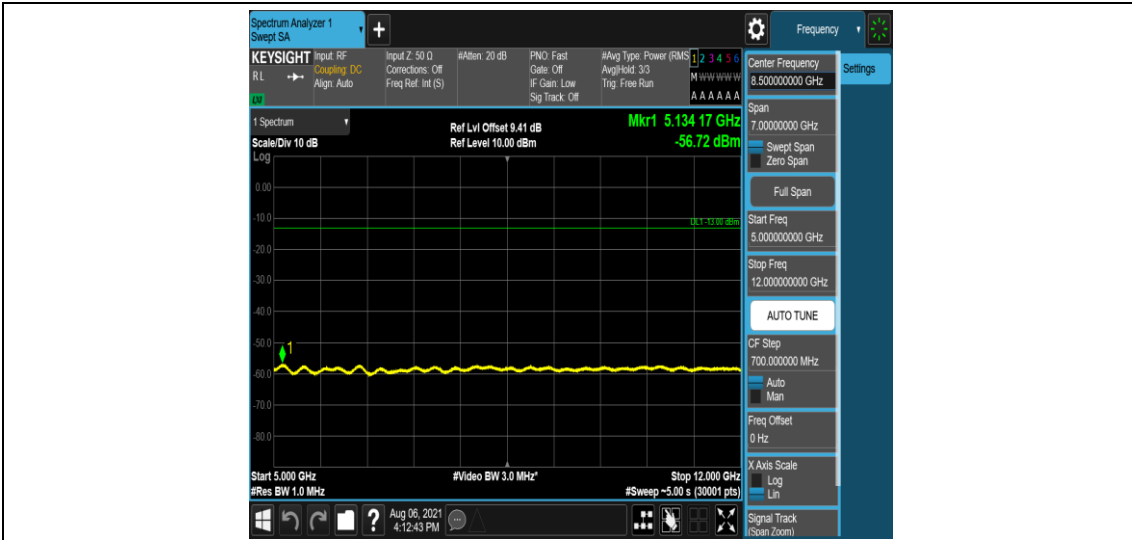 Spectrum Analyzer 1
Swept SA
+
Frequency
KEYSIGHT
RL
LXI
Input: RF
Coupling: DC
Align: Auto
Input Z: 50 Ω
Corrections: Off
Freq Ref: Int (S)
#Atten: 20 dB
PNO: Fast
Gate: Off
IF Gain: Low
Sig Track: Off
#Avg Type: Power (RMS
Avg|Hold: 3/3
Trig: Free Run
1 2 3 4 5 6
M W W W W W
A A A A A A
1 Spectrum
Scale/Div 10 dB
Log
Ref Lvl Offset 9.41 dB
Ref Level 10.00 dBm
Mkr1 5.134 17 GHz
-56.72 dBm
0.00
-10.0
-20.0
-30.0
-40.0
-50.0
-60.0
-70.0
-80.0
DL1 -13.00 dBm
1
Start 5.000 GHz
#Res BW 1.0 MHz
#Video BW 3.0 MHz*
Stop 12.000 GHz
#Sweep ~5.00 s (30001 pts)
Center Frequency
8.500000000 GHz
Settings
Span
7.00000000 GHz
Swept Span
Zero Span
Full Span
Start Freq
5.000000000 GHz
Stop Freq
12.000000000 GHz
AUTO TUNE
CF Step
700.000000 MHz
Auto
Man
Freq Offset
0 Hz
X Axis Scale
Log
Lin
Signal Track
(Span Zoom)
?
Aug 06, 2021
4:12:43 PM